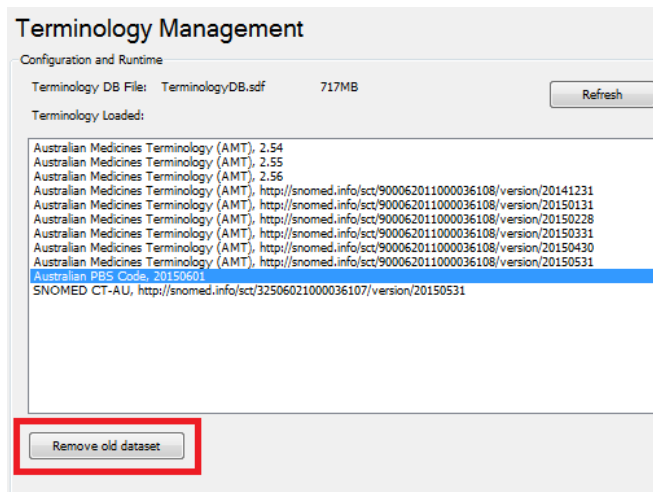 Terminology Management
Configuration and Runtime
Terminology DB File: TerminologyDB.sdf 717MB
Refresh
Terminology Loaded:
Australian Medicines Terminology (AMT), 2.54
Australian Medicines Terminology (AMT), 2.55
Australian Medicines Terminology (AMT), 2.56
Australian Medicines Terminology (AMT), http://snomed.info/sct/900062011000036108/version/20141231
Australian Medicines Terminology (AMT), http://snomed.info/sct/900062011000036108/version/20150131
Australian Medicines Terminology (AMT), http://snomed.info/sct/900062011000036108/version/20150228
Australian Medicines Terminology (AMT), http://snomed.info/sct/900062011000036108/version/20150331
Australian Medicines Terminology (AMT), http://snomed.info/sct/900062011000036108/version/20150430
Australian Medicines Terminology (AMT), http://snomed.info/sct/900062011000036108/version/20150531
Australian PBS Code, 20150601
SNOMED CT-AU, http://snomed.info/sct/32506021000036107/version/20150531
Remove old dataset